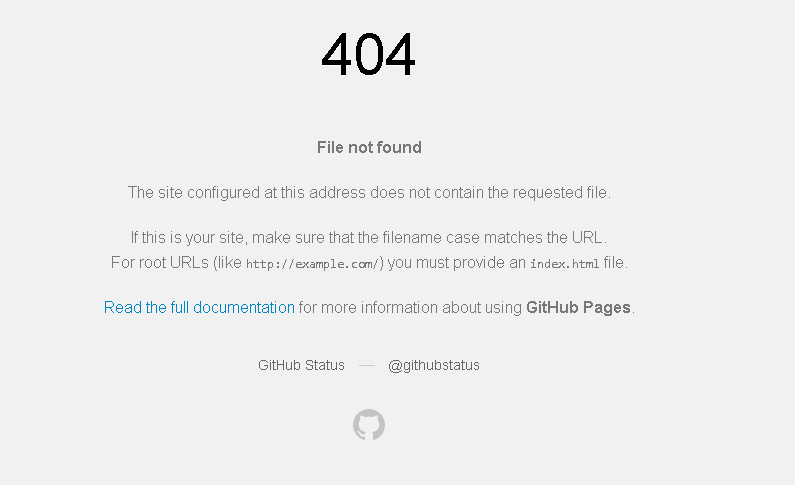 404
File not found
The site configured at this address does not contain the requested file.
If this is your site, make sure that the filename case matches the URL.
For root URLs (like http://example.com/) you must provide an index.html file.
Read the full documentation for more information about using GitHub Pages.
GitHub Status — @githubstatus